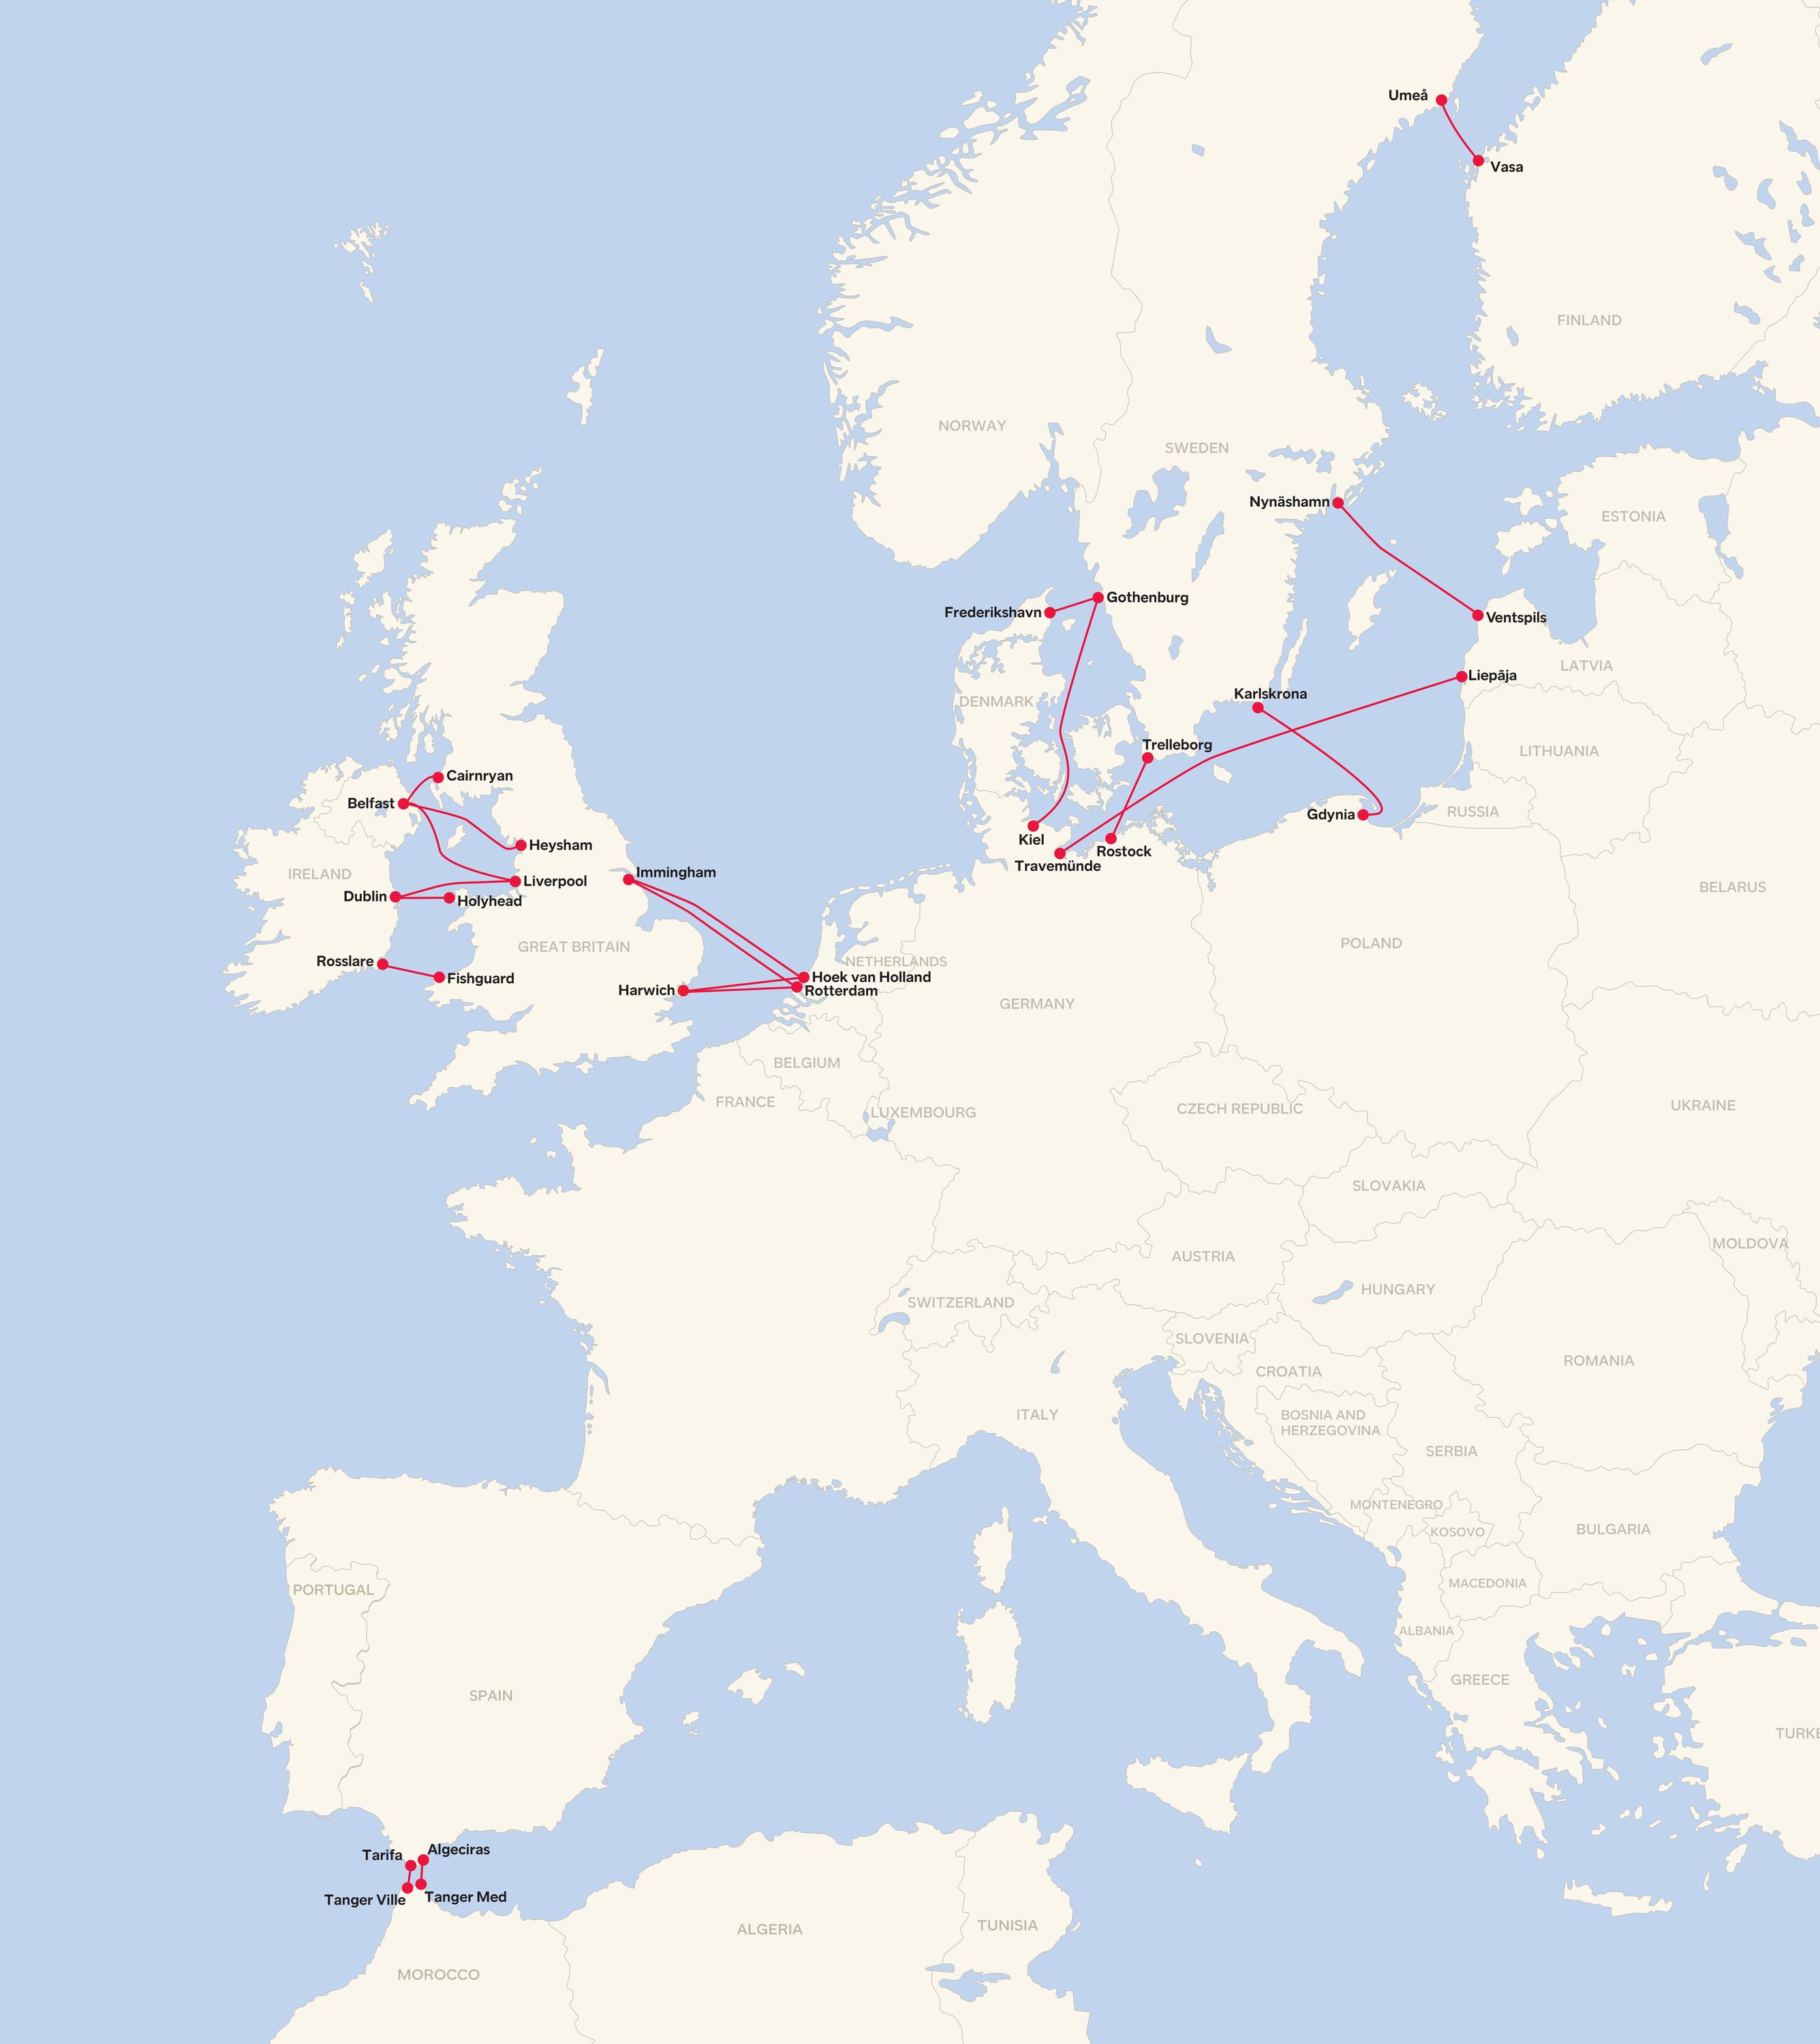 Umeå
Vasa
FINLAND
NORWAY
SWEDEN
Nynäshamn
ESTONIA
Gothenburg
Frederikshavn
Ventspils
LATVIA
Liepāja
Karlskrona
DENMARK
Trelleborg
LITHUANIA
Cairnryan
Belfast
Gdynia
RUSSIA
Kiel
Heysham
Rostock
Travemünde
IRELAND
Immingham
Liverpool
BELARUS
Dublin
Holyhead
POLAND
GREAT BRITAIN
Rosslare
NETHERLANDS
Fishguard
Hoek van Holland
Harwich
Rotterdam
GERMANY
BELGIUM
FRANCE
UKRAINE
CZECH REPUBLIC
LUXEMBOURG
SLOVAKIA
MOLDOVA
AUSTRIA
HUNGARY
SWITZERLAND
SLOVENIA
ROMANIA
CROATIA
ITALY
BOSNIA AND
HERZEGOVINA
SERBIA
MONTENEGRO
BULGARIA
KOSOVO
MACEDONIA
PORTUGAL
ALBANIA
GREECE
SPAIN
TURKE
Algeciras
Tarifa
Tanger Med
Tanger Ville
TUNISIA
ALGERIA
MOROCCO